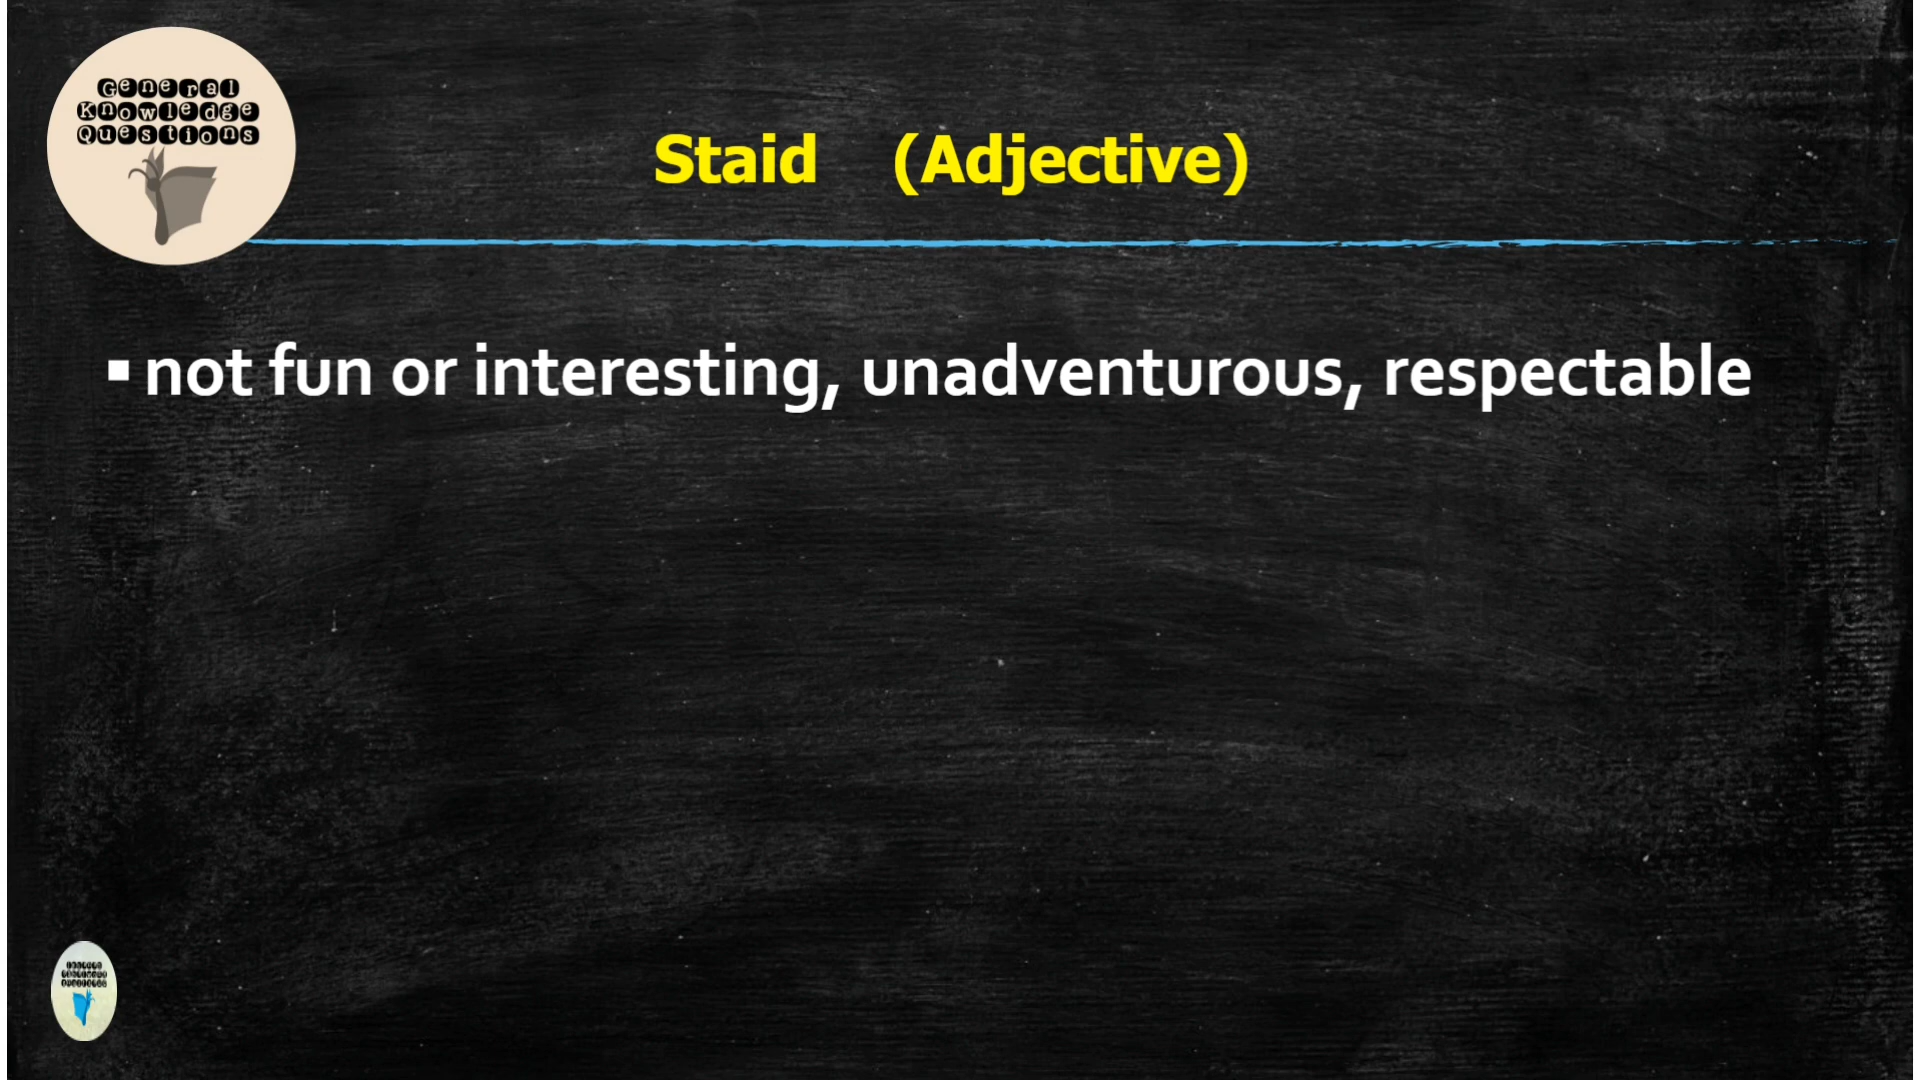 General
Knowledge
Questions
Staid (Adjective)
▪ not fun or interesting, unadventurous, respectable